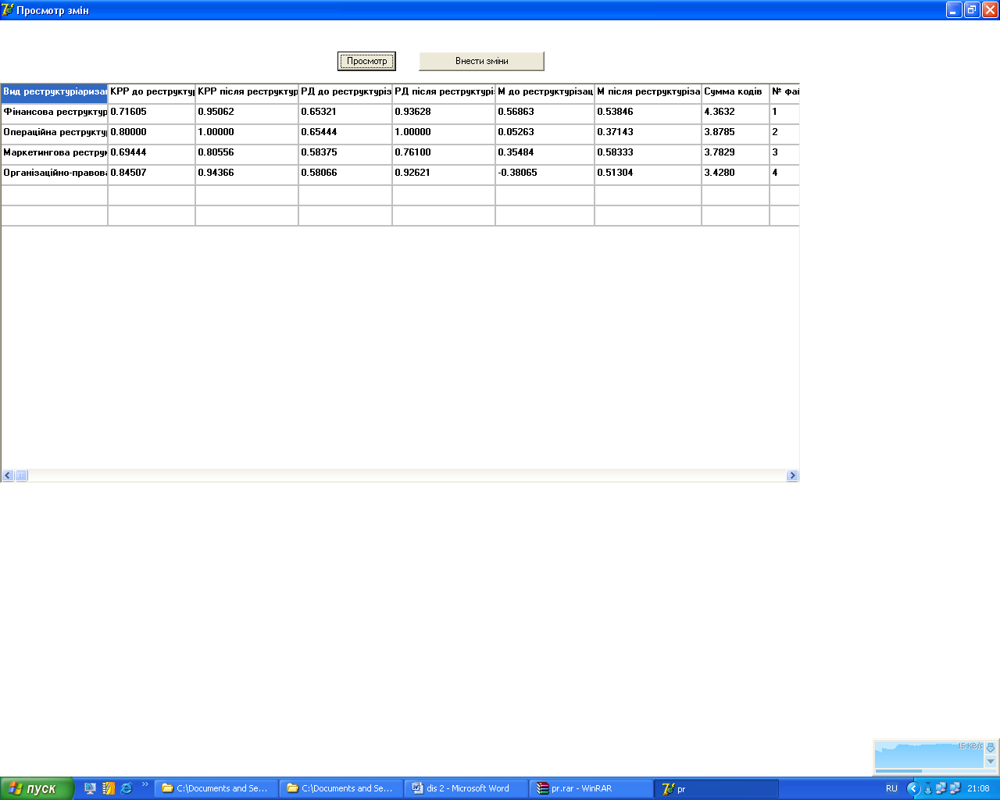 Просмотр змін
Просмотр Внести зміни
Вид реструктуріариза КРР до реструкту КРР після реструктур РД до реструктуріз РД після реструктурі М до реструктурізац М після реструктуріза Сумма кодів № фа
Фінансова реструктур 0.71605 0.95062 0.65321 0.93628 0.56863 0.53846 4.3632 1
Операційна реструкту 0.80000 1.00000 0.65444 1.00000 0.05263 0.37143 3.8785 2
Маркетингова реструк 0.69444 0.80556 0.58375 0.76100 0.35484 0.58333 3.7829 3
Організаційно-правова 0.84507 0.94366 0.58066 0.92621 -0.38065 0.51304 3.4280 4
15 KB/s
пуск C:\Documents and Se... C:\Documents and Se... dis 2 - Microsoft Word pr.rar - WinRAR pr RU 21:08